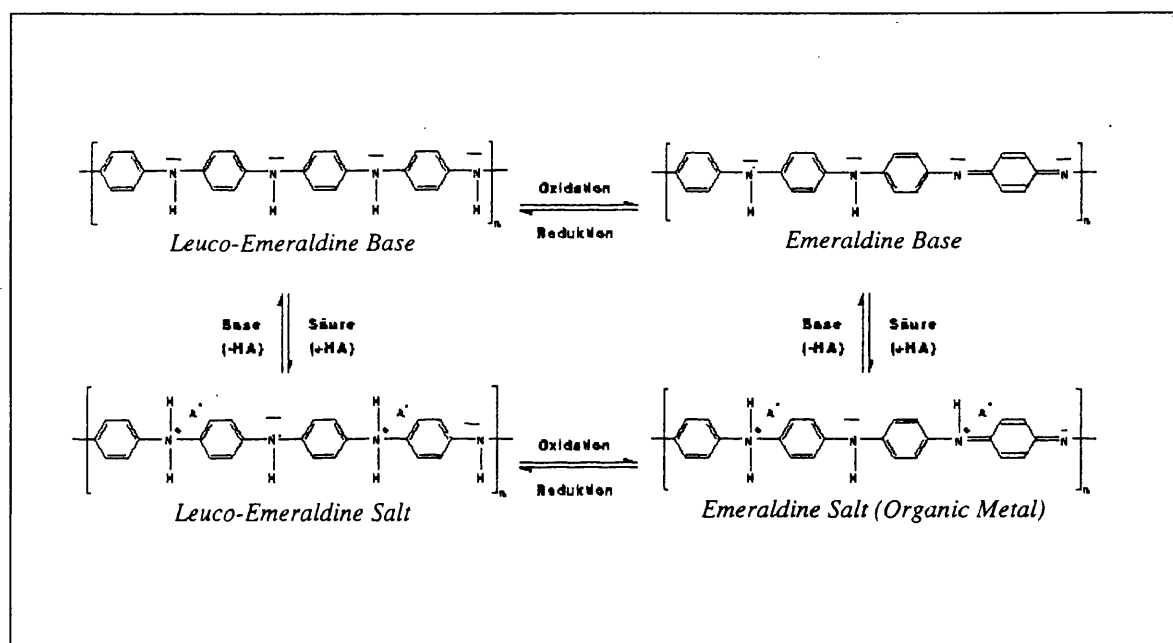 N N N N
H H H H
n
Leuco-Emeraldine Base
Oxidation
Reduktion
N N N N
H H
n
Emeraldine Base
Base
(-HA)
Säure
(+HA)
Base
(-HA)
Säure
(+HA)
H A⁻ H A⁻
N⁺ N N⁺ N
H H H H
n
Leuco-Emeraldine Salt
Oxidation
Reduktion
H A⁻ H A⁻
N⁺ N N⁺ N
H H
n
Emeraldine Salt (Organic Metal)